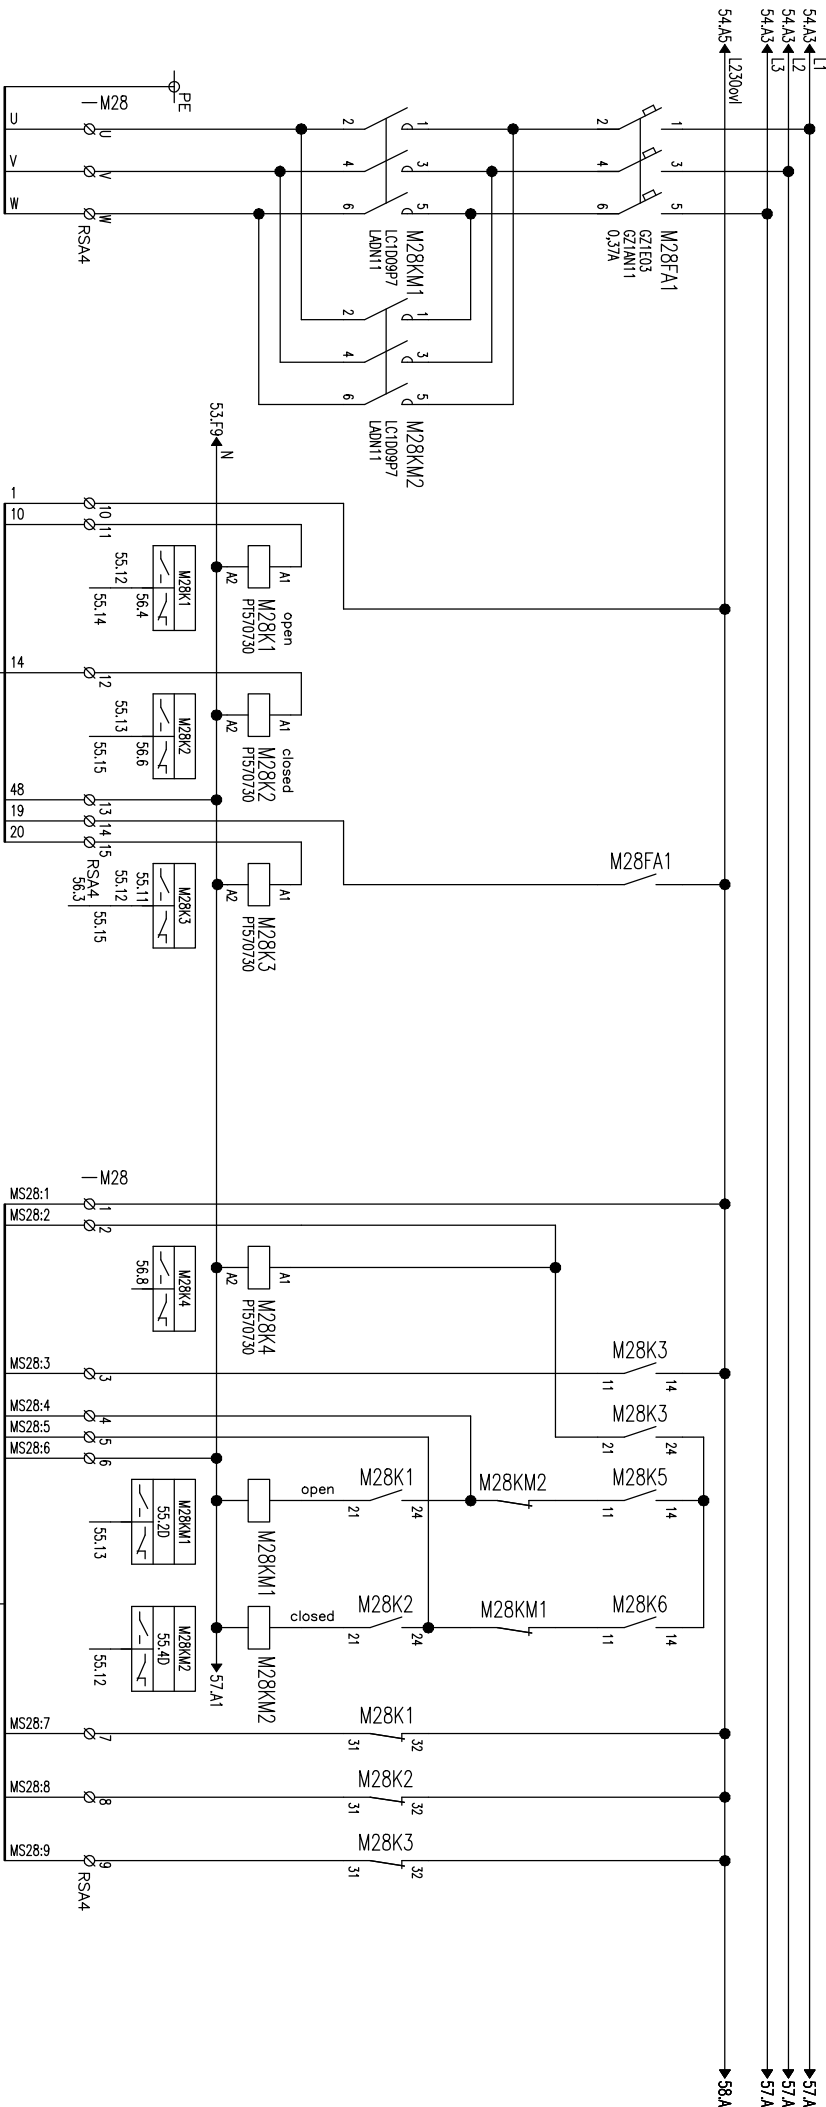 54.A3
L1
54.A3
L2
54.A3
L3
54.A5
L230ovl
57.A
57.A
57.A
58.A
1
3
5
2
4
6
M28FA1
GZ1E03
GZ1AN11
0,37A
1
3
5
2
4
6
M28KM1
LC1D09P7
LADN11
1
3
5
2
4
6
M28KM2
LC1D09P7
LADN11
PE
—M28
U
V
W
U
V
W
RSA4
53.F9
N
57.A1
1
10
10
11
A1
A2
open
M28K1
PT570730
M28K1
55.12
56.4
55.14
14
12
A1
A2
closed
M28K2
PT570730
M28K2
55.13
56.6
55.15
48
19
20
13
14
15
RSA4
A1
A2
M28K3
PT570730
M28K3
55.11
55.12
56.3
55.15
M28FA1
—M28
MS28:1
MS28:2
1
2
A1
A2
M28K4
PT570730
M28K4
56.8
MS28:3
3
M28K3
11
14
M28K3
21
24
MS28:4
MS28:5
MS28:6
4
5
6
M28K5
11
14
M28KM2
M28K1
21
24
open
M28KM1
M28KM1
55.2D
55.13
M28K6
11
14
M28KM1
M28K2
21
24
closed
M28KM2
M28KM2
55.4D
55.12
MS28:7
7
M28K1
31
32
MS28:8
8
M28K2
31
32
MS28:9
9
M28K3
31
32
RSA4